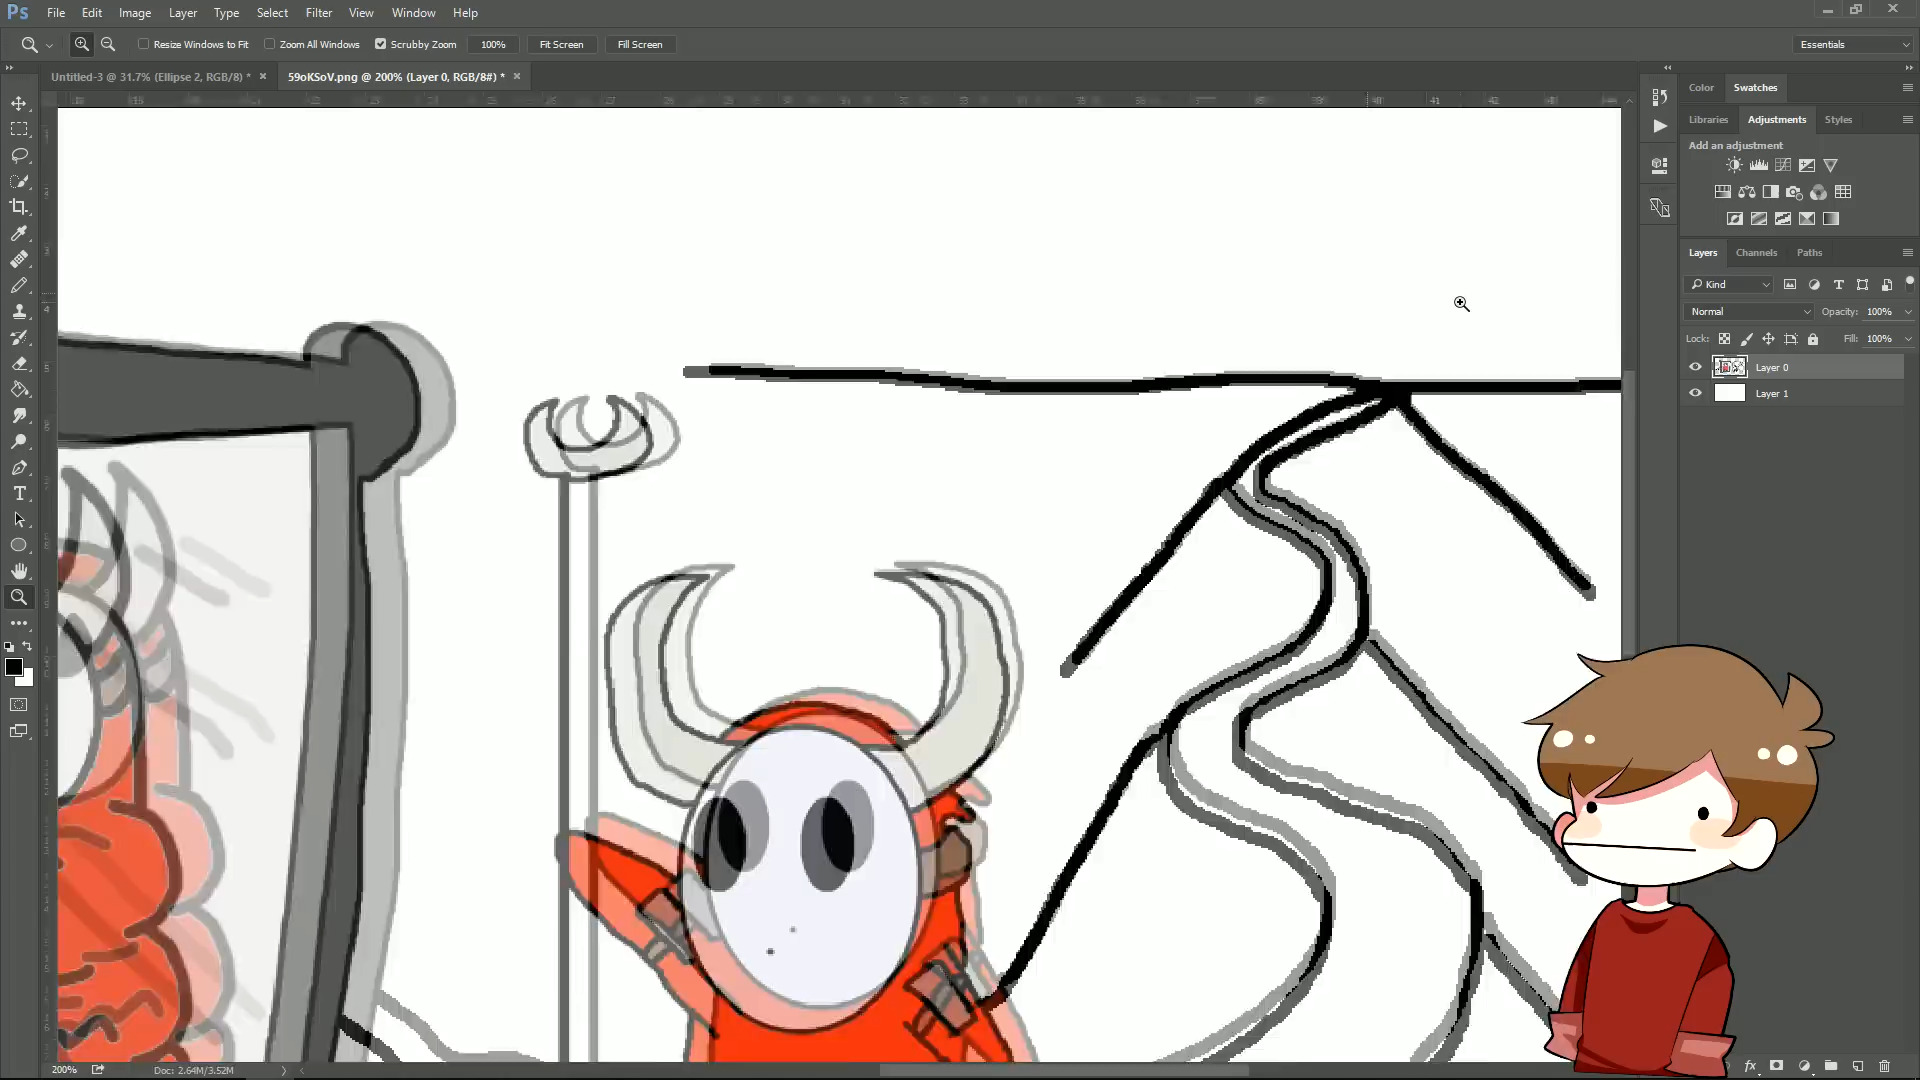 Ps File Edit Image Layer Type Select Filter View Window Help
Resize Windows to Fit Zoom All Windows Scrubby Zoom 100% Fit Screen Fill Screen Essentials
Untitled-3 @ 31.7% (Ellipse 2, RGB/8) * × 59oKSoV.png @ 200% (Layer 0, RGB/8#) * ×
Color Swatches
Libraries Adjustments Styles
Add an adjustment
Layers Channels Paths
Kind
Normal Opacity: 100%
Lock: Fill: 100%
Layer 0
Layer 1
200% Doc: 2.64M/3.52M
fx